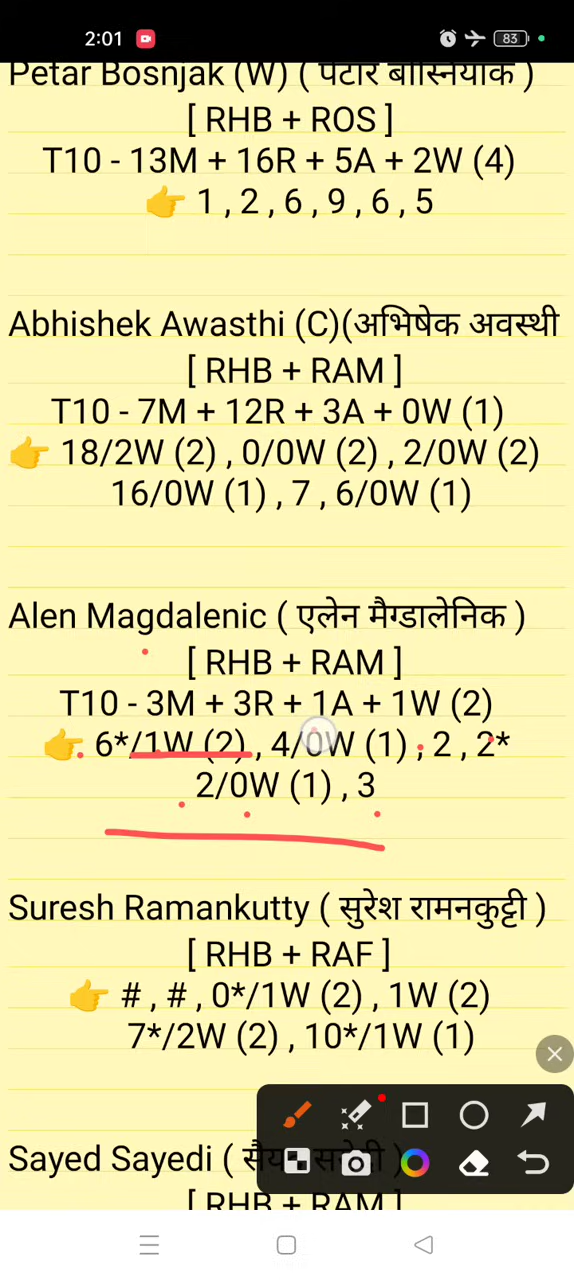 2:01
83
Petar Bosnjak (W) ( पेटार बोस्नियाक )
[ RHB + ROS ]
T10 - 13M + 16R + 5A + 2W (4)
👉 1 , 2 , 6 , 9 , 6 , 5
Abhishek Awasthi (C)(अभिषेक अवस्थी
[ RHB + RAM ]
T10 - 7M + 12R + 3A + 0W (1)
👉 18/2W (2) , 0/0W (2) , 2/0W (2)
16/0W (1) , 7 , 6/0W (1)
Alen Magdalenic ( एलेन मैग्डालेनिक )
[ RHB + RAM ]
T10 - 3M + 3R + 1A + 1W (2)
👉 6*/1W (2) , 4/0W (1) , 2 , 2*
2/0W (1) , 3
Suresh Ramankutty ( सुरेश रामनकुट्टी )
[ RHB + RAF ]
👉 # , # , 0*/1W (2) , 1W (2)
7*/2W (2) , 10*/1W (1)
Sayed Sayedi (
[ RHB + RAM ]